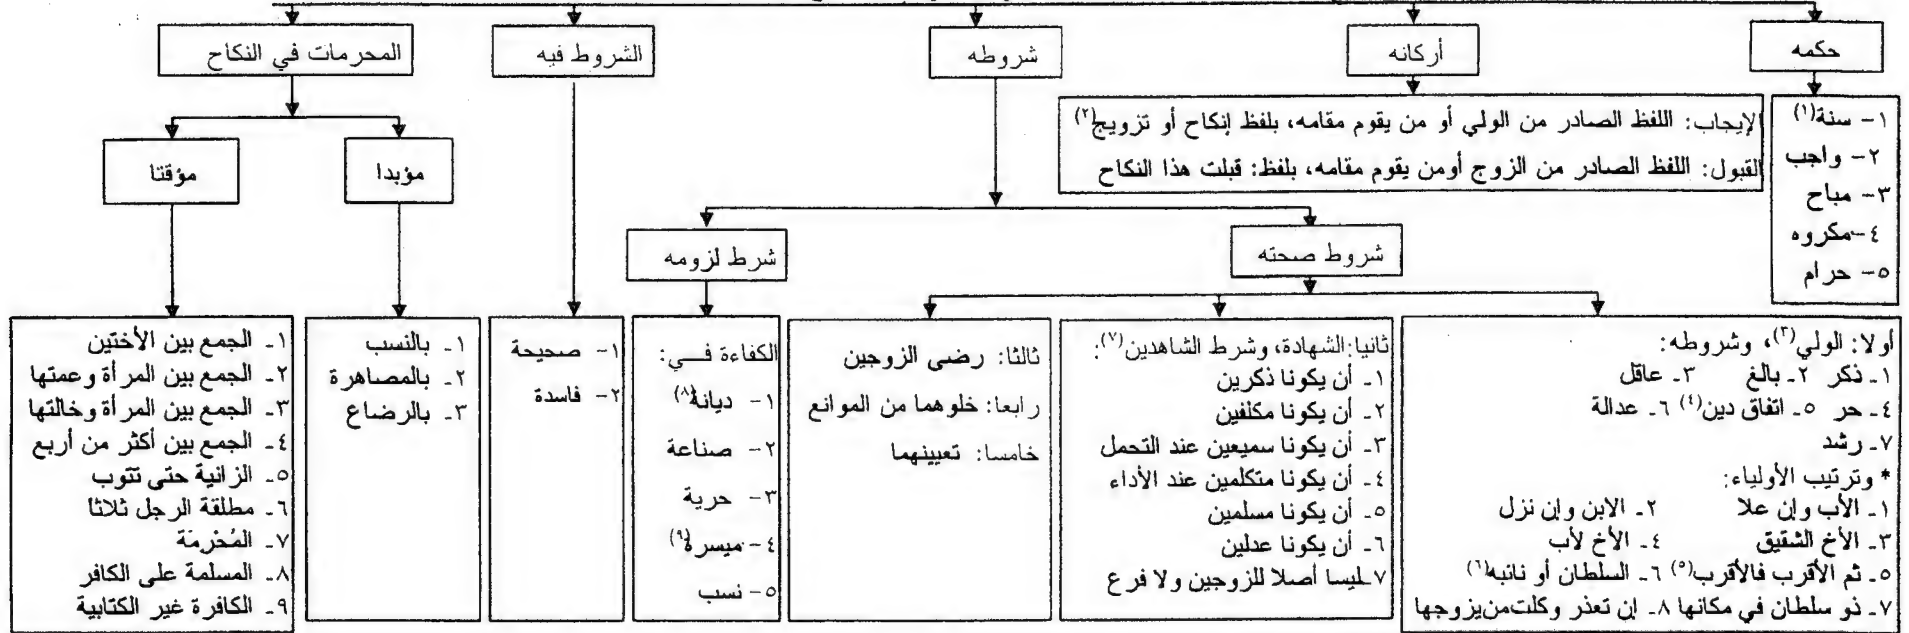 حكمه
أركانه
شروطه
الشروط فيه
المحرمات في النكاح
١- سنة(١)
٢- واجب
٣- مباح
٤-مكروه
٥- حرام
الإيجاب: اللفظ الصادر من الولي أو من يقوم مقامه، بلفظ إنكاح أو تزويج(٢)
القبول: اللفظ الصادر من الزوج أومن يقوم مقامه، بلفظ: قبلت هذا النكاح
مؤبدا
مؤقتا
شروط صحته
شرط لزومه
أولا: الولي(٣)، وشروطه:
١- ذكر ٢- بالغ ٣- عاقل
٤- حر ٥- اتفاق دين(٤) ٦- عدالة
٧- رشد
* وترتيب الأولياء:
١- الأب وإن علا ٢- الابن وإن نزل
٣- الأخ الشقيق ٤- الأخ لأب
٥- ثم الأقرب فالأقرب(٥) ٦- السلطان أو نائبه(٦)
٧- ذو سلطان في مكانها ٨- إن تعذر وكلت من يزوجها
ثانيا: الشهادة، وشرط الشاهدين(٧):
١- أن يكونا ذكرين
٢- أن يكونا مكلفين
٣- أن يكونا سميعين عند التحمل
٤- أن يكونا متكلمين عند الأداء
٥- أن يكونا مسلمين
٦- أن يكونا عدلين
٧-ليسا أصلا للزوجين ولا فرع
ثالثا: رضى الزوجين
رابعا: خلوهما من الموانع
خامسا: تعيينهما
الكفاءة في:
١- ديانة(٨)
٢- صناعة
٣- حرية
٤- ميسرة(٩)
٥- نسب
١- صحيحة
٢- فاسدة
١- بالنسب
٢- بالمصاهرة
٣- بالرضاع
١- الجمع بين الأختين
٢- الجمع بين المرأة وعمتها
٣- الجمع بين المرأة وخالتها
٤- الجمع بين أكثر من أربع
٥- الزانية حتى تتوب
٦- مطلقة الرجل ثلاثا
٧- المُحْرِمَة
٨- المسلمة على الكافر
٩- الكافرة غير الكتابية